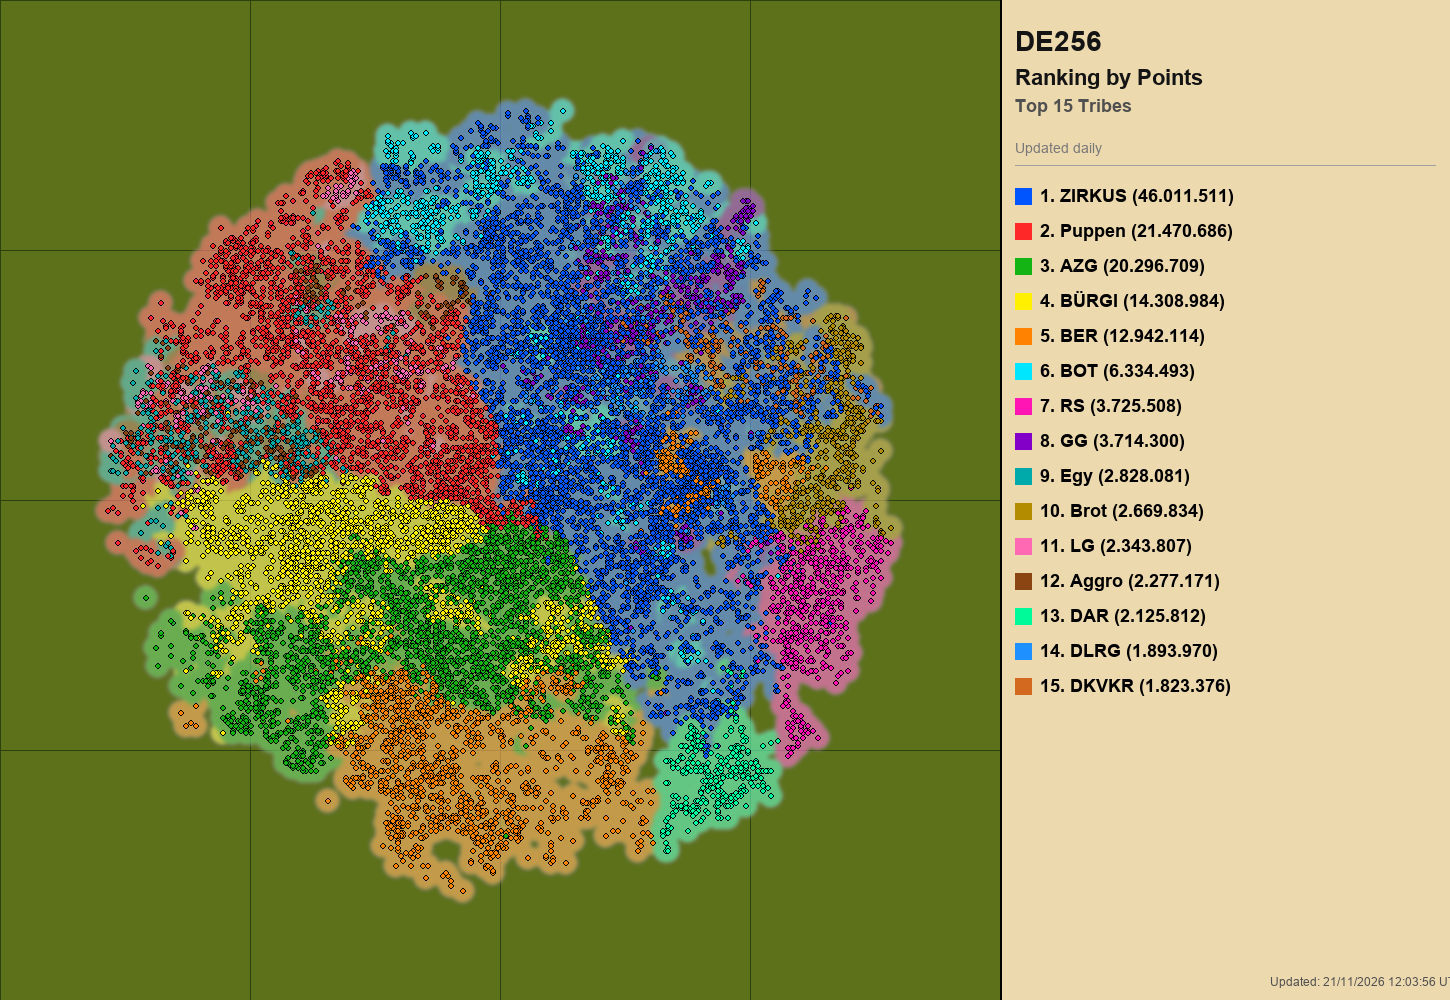 DE256
Ranking by Points
Top 15 Tribes
Updated daily
1. ZIRKUS (46.011.511)
2. Puppen (21.470.686)
3. AZG (20.296.709)
4. BÜRGI (14.308.984)
5. BER (12.942.114)
6. BOT (6.334.493)
7. RS (3.725.508)
8. GG (3.714.300)
9. Egy (2.828.081)
10. Brot (2.669.834)
11. LG (2.343.807)
12. Aggro (2.277.171)
13. DAR (2.125.812)
14. DLRG (1.893.970)
15. DKVKR (1.823.376)
Updated: 21/11/2026 12:03:56